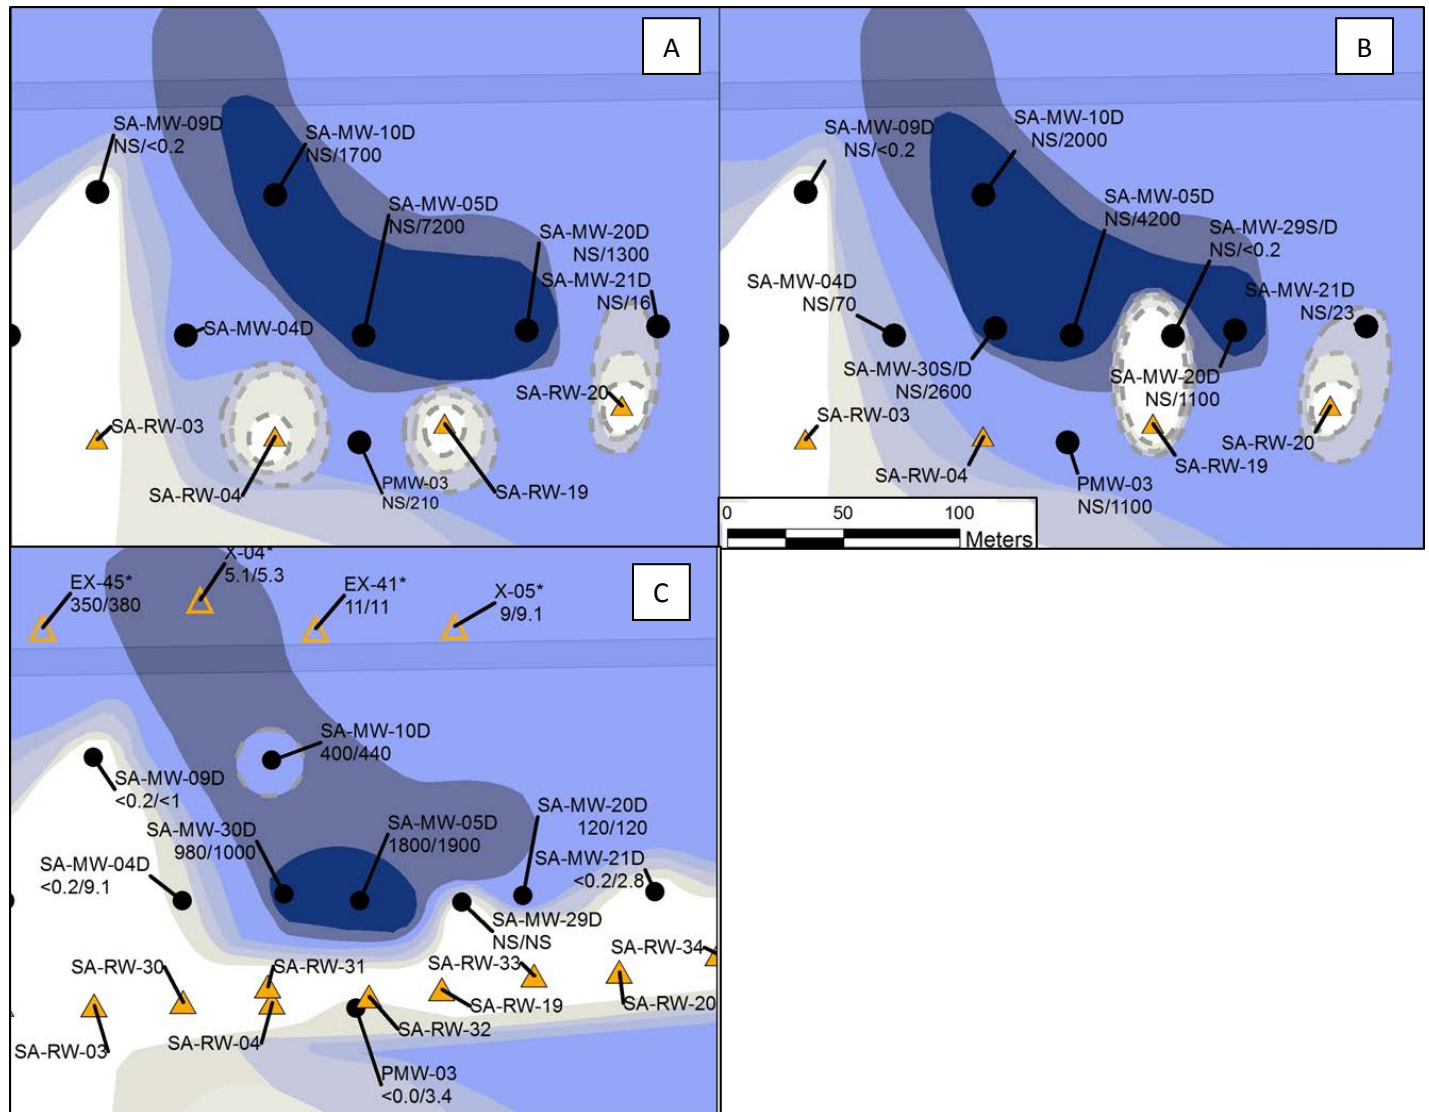 A
SA-MW-09D
NS/<0.2
SA-MW-10D
NS/1700
SA-MW-05D
NS/7200
SA-MW-20D
NS/1300
SA-MW-21D
NS/16
SA-MW-04D
SA-RW-20
SA-RW-03
SA-RW-04
PMW-03
NS/210
SA-RW-19
B
SA-MW-09D
NS/<0.2
SA-MW-10D
NS/2000
SA-MW-05D
NS/4200
SA-MW-29S/D
NS/<0.2
SA-MW-04D
NS/70
SA-MW-21D
NS/23
SA-MW-30S/D
NS/2600
SA-MW-20D
NS/1100
SA-RW-03
SA-RW-04
SA-RW-20
SA-RW-19
PMW-03
NS/1100
0 50 100
Meters
C
X-04*
5.1/5.3
EX-45*
350/380
EX-41*
11/11
X-05*
9/9.1
SA-MW-10D
400/440
SA-MW-09D
<0.2/<1
SA-MW-30D
980/1000
SA-MW-05D
1800/1900
SA-MW-20D
120/120
SA-MW-04D
<0.2/9.1
SA-MW-21D
<0.2/2.8
SA-MW-29D
NS/NS
SA-RW-34
SA-RW-30
SA-RW-31
SA-RW-33
SA-RW-19
SA-RW-20
SA-RW-03
SA-RW-04
SA-RW-32
PMW-03
<0.0/3.4